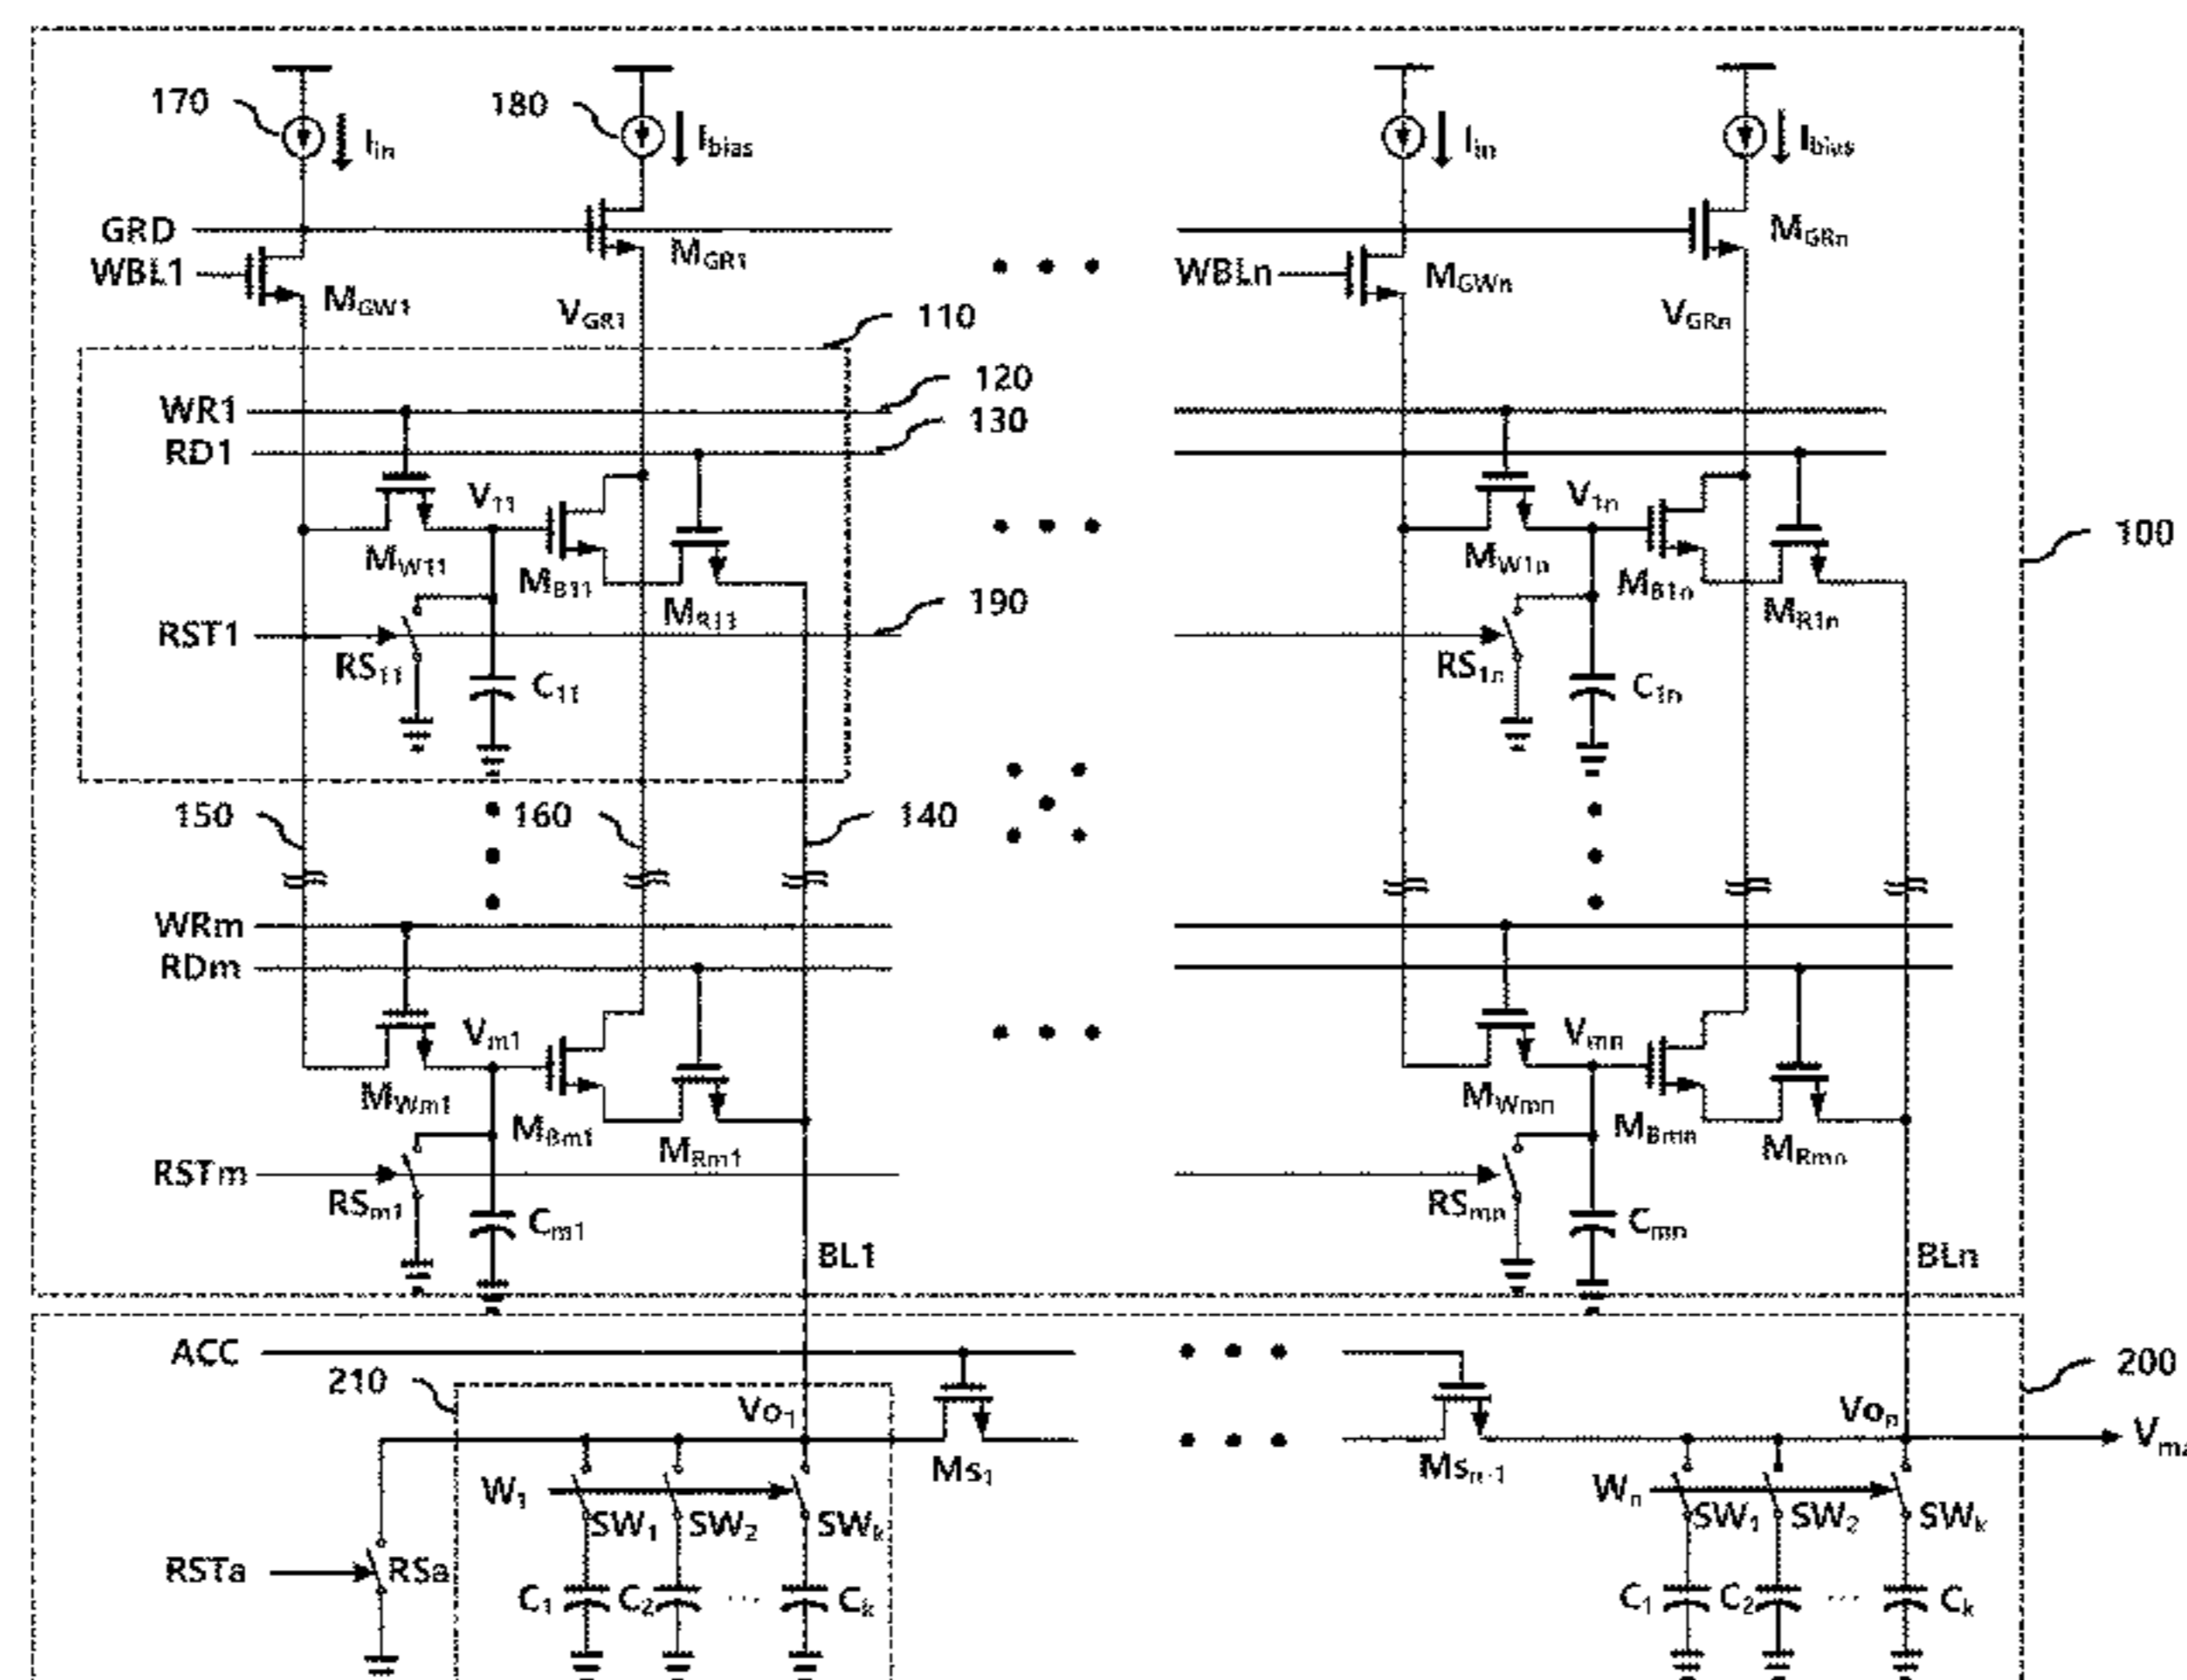 170 I_in 180 I_bias I_in I_bias
GRD M_GR1 M_GRn
WBL1 M_GW1 WBLn M_GWn
V_GR1 110 V_GRn
WR1 120
RD1 130
V_11 V_1n 100
M_W11 M_B11 M_R11 M_W1n M_B1n M_R1n
RST1 190
RS_11 C_11 RS_1n C_1n
150 160 140
WRm
RDm
V_m1 V_mn
M_Wm1 M_Bm1 M_Rm1 M_Wmn M_Bmn M_Rmn
RSTm
RS_m1 C_m1 RS_mn C_mn
BL1 BLn
ACC 200
210 Vo_1 Vo_n
Ms_1 Ms_n-1
W_1 SW_1 SW_2 SW_k W_n SW_1 SW_2 SW_k
RSTa RSa
C_1 C_2 ... C_k C_1 C_2 ... C_k